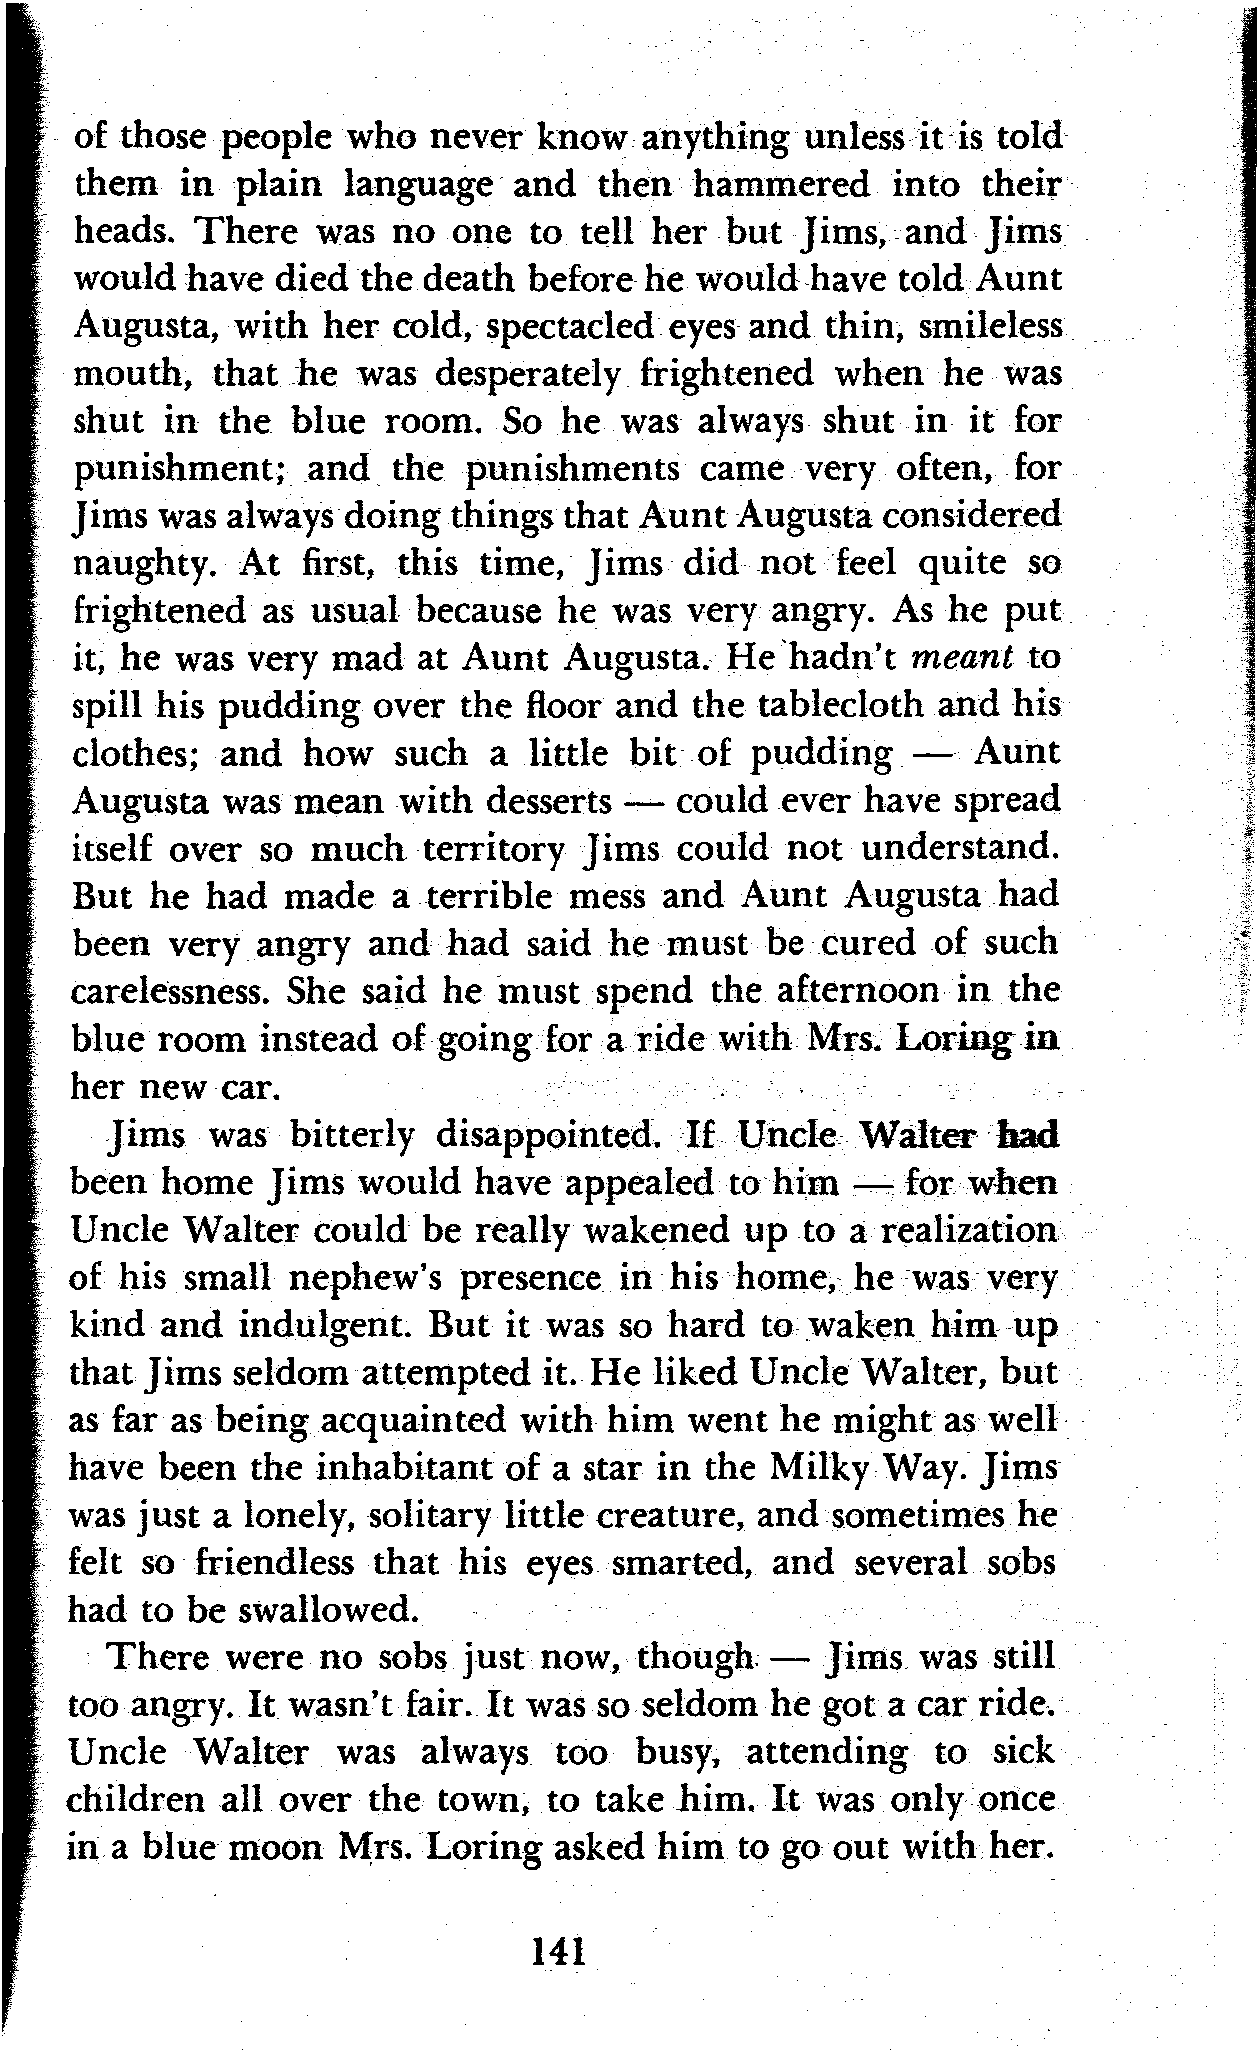 of those people who never know anything unless it is told
them in plain language and then hammered into their
heads. There was no one to tell her but Jims, and Jims
would have died the death before he would have told Aunt
Augusta, with her cold, spectacled eyes and thin, smileless
mouth, that he was desperately frightened when he was
shut in the blue room. So he was always shut in it for
punishment; and the punishments came very often, for
Jims was always doing things that Aunt Augusta considered
naughty. At first, this time, Jims did not feel quite so
frightened as usual because he was very angry. As he put
it, he was very mad at Aunt Augusta. He hadn't meant to
spill his pudding over the floor and the tablecloth and his
clothes; and how such a little bit of pudding — Aunt
Augusta was mean with desserts — could ever have spread
itself over so much territory Jims could not understand.
But he had made a terrible mess and Aunt Augusta had
been very angry and had said he must be cured of such
carelessness. She said he must spend the afternoon in the
blue room instead of going for a ride with Mrs. Loring in
her new car.
Jims was bitterly disappointed. If Uncle Walter had
been home Jims would have appealed to him — for when
Uncle Walter could be really wakened up to a realization
of his small nephew's presence in his home, he was very
kind and indulgent. But it was so hard to waken him up
that Jims seldom attempted it. He liked Uncle Walter, but
as far as being acquainted with him went he might as well
have been the inhabitant of a star in the Milky Way. Jims
was just a lonely, solitary little creature, and sometimes he
felt so friendless that his eyes smarted, and several sobs
had to be swallowed.
There were no sobs just now, though — Jims was still
too angry. It wasn't fair. It was so seldom he got a car ride.
Uncle Walter was always too busy, attending to sick
children all over the town, to take him. It was only once
in a blue moon Mrs. Loring asked him to go out with her.
141